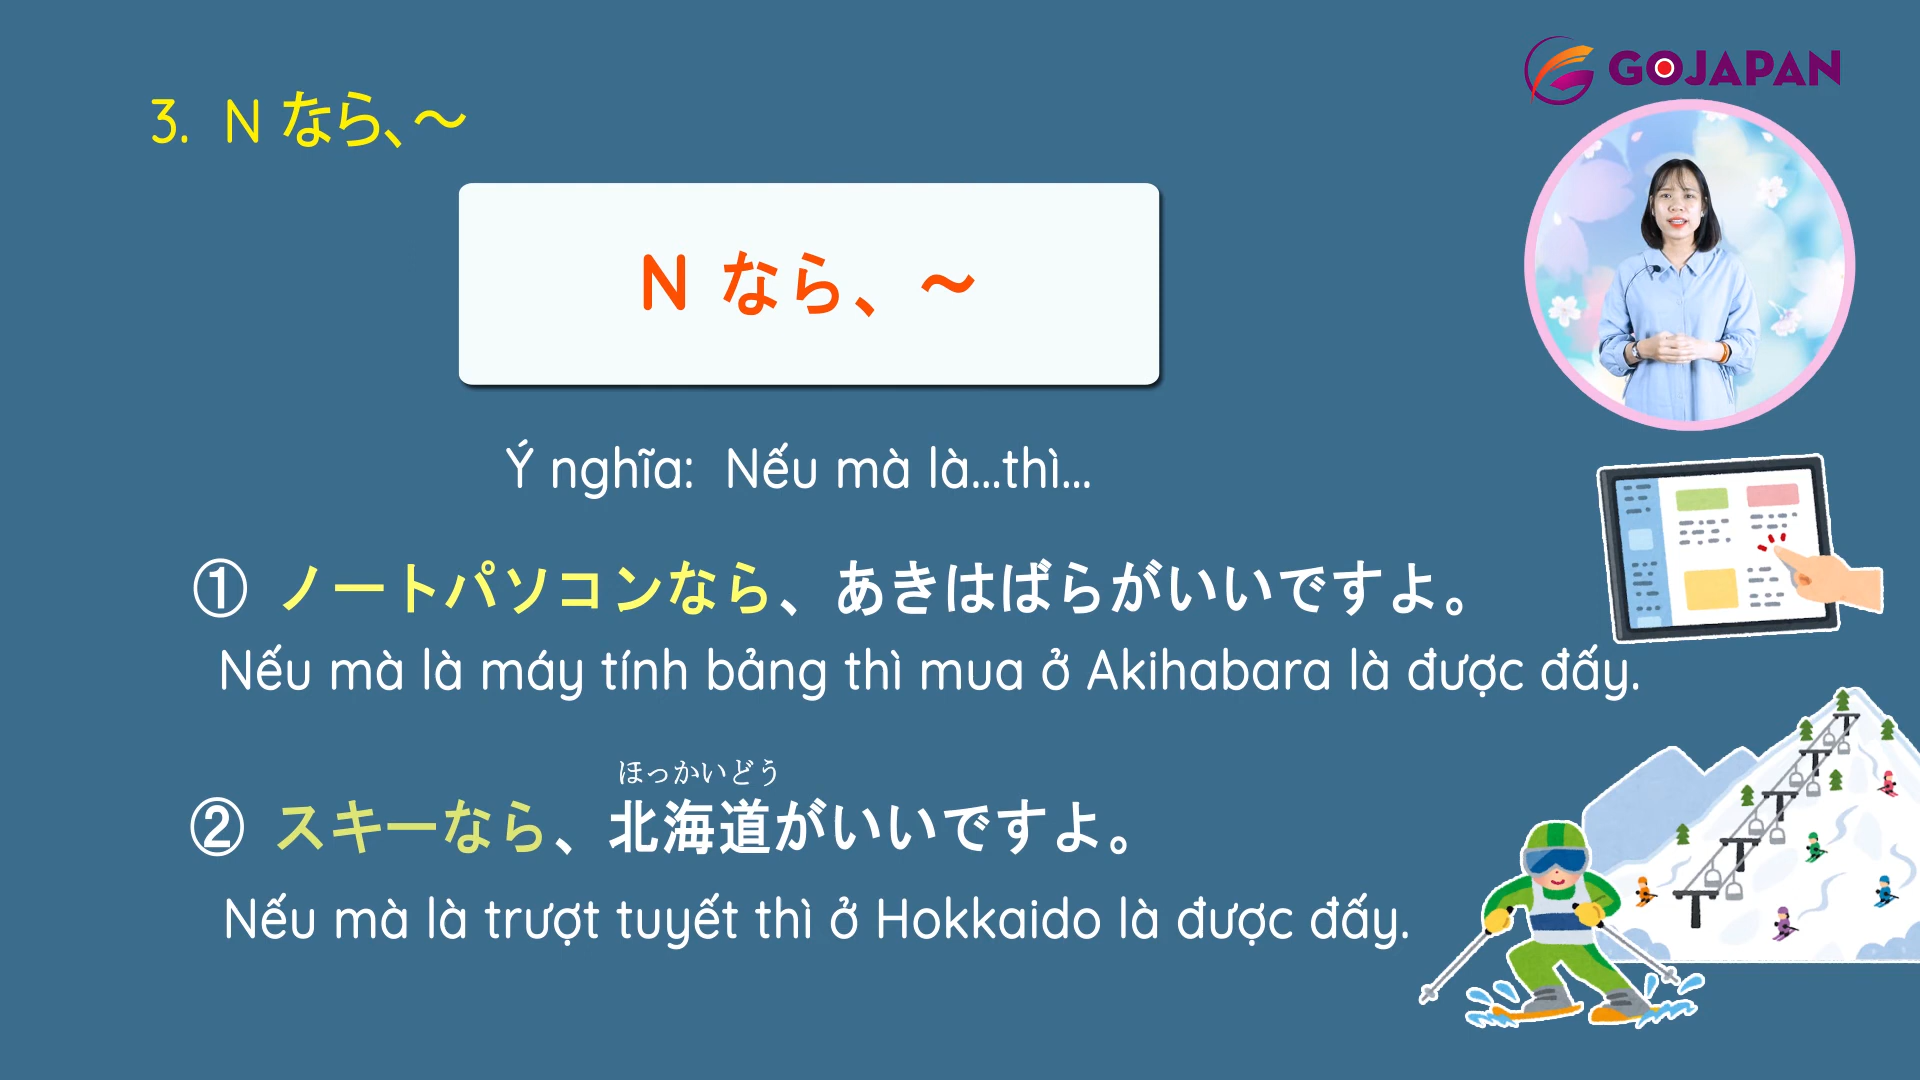 GOJAPAN
3. N なら、～
N なら、～
Ý nghĩa: Nếu mà là...thì...
① ノートパソコンなら、あきはばらがいいですよ。
Nếu mà là máy tính bảng thì mua ở Akihabara là được đấy.
ほっかいどう
② スキーなら、北海道がいいですよ。
Nếu mà là trượt tuyết thì ở Hokkaido là được đấy.